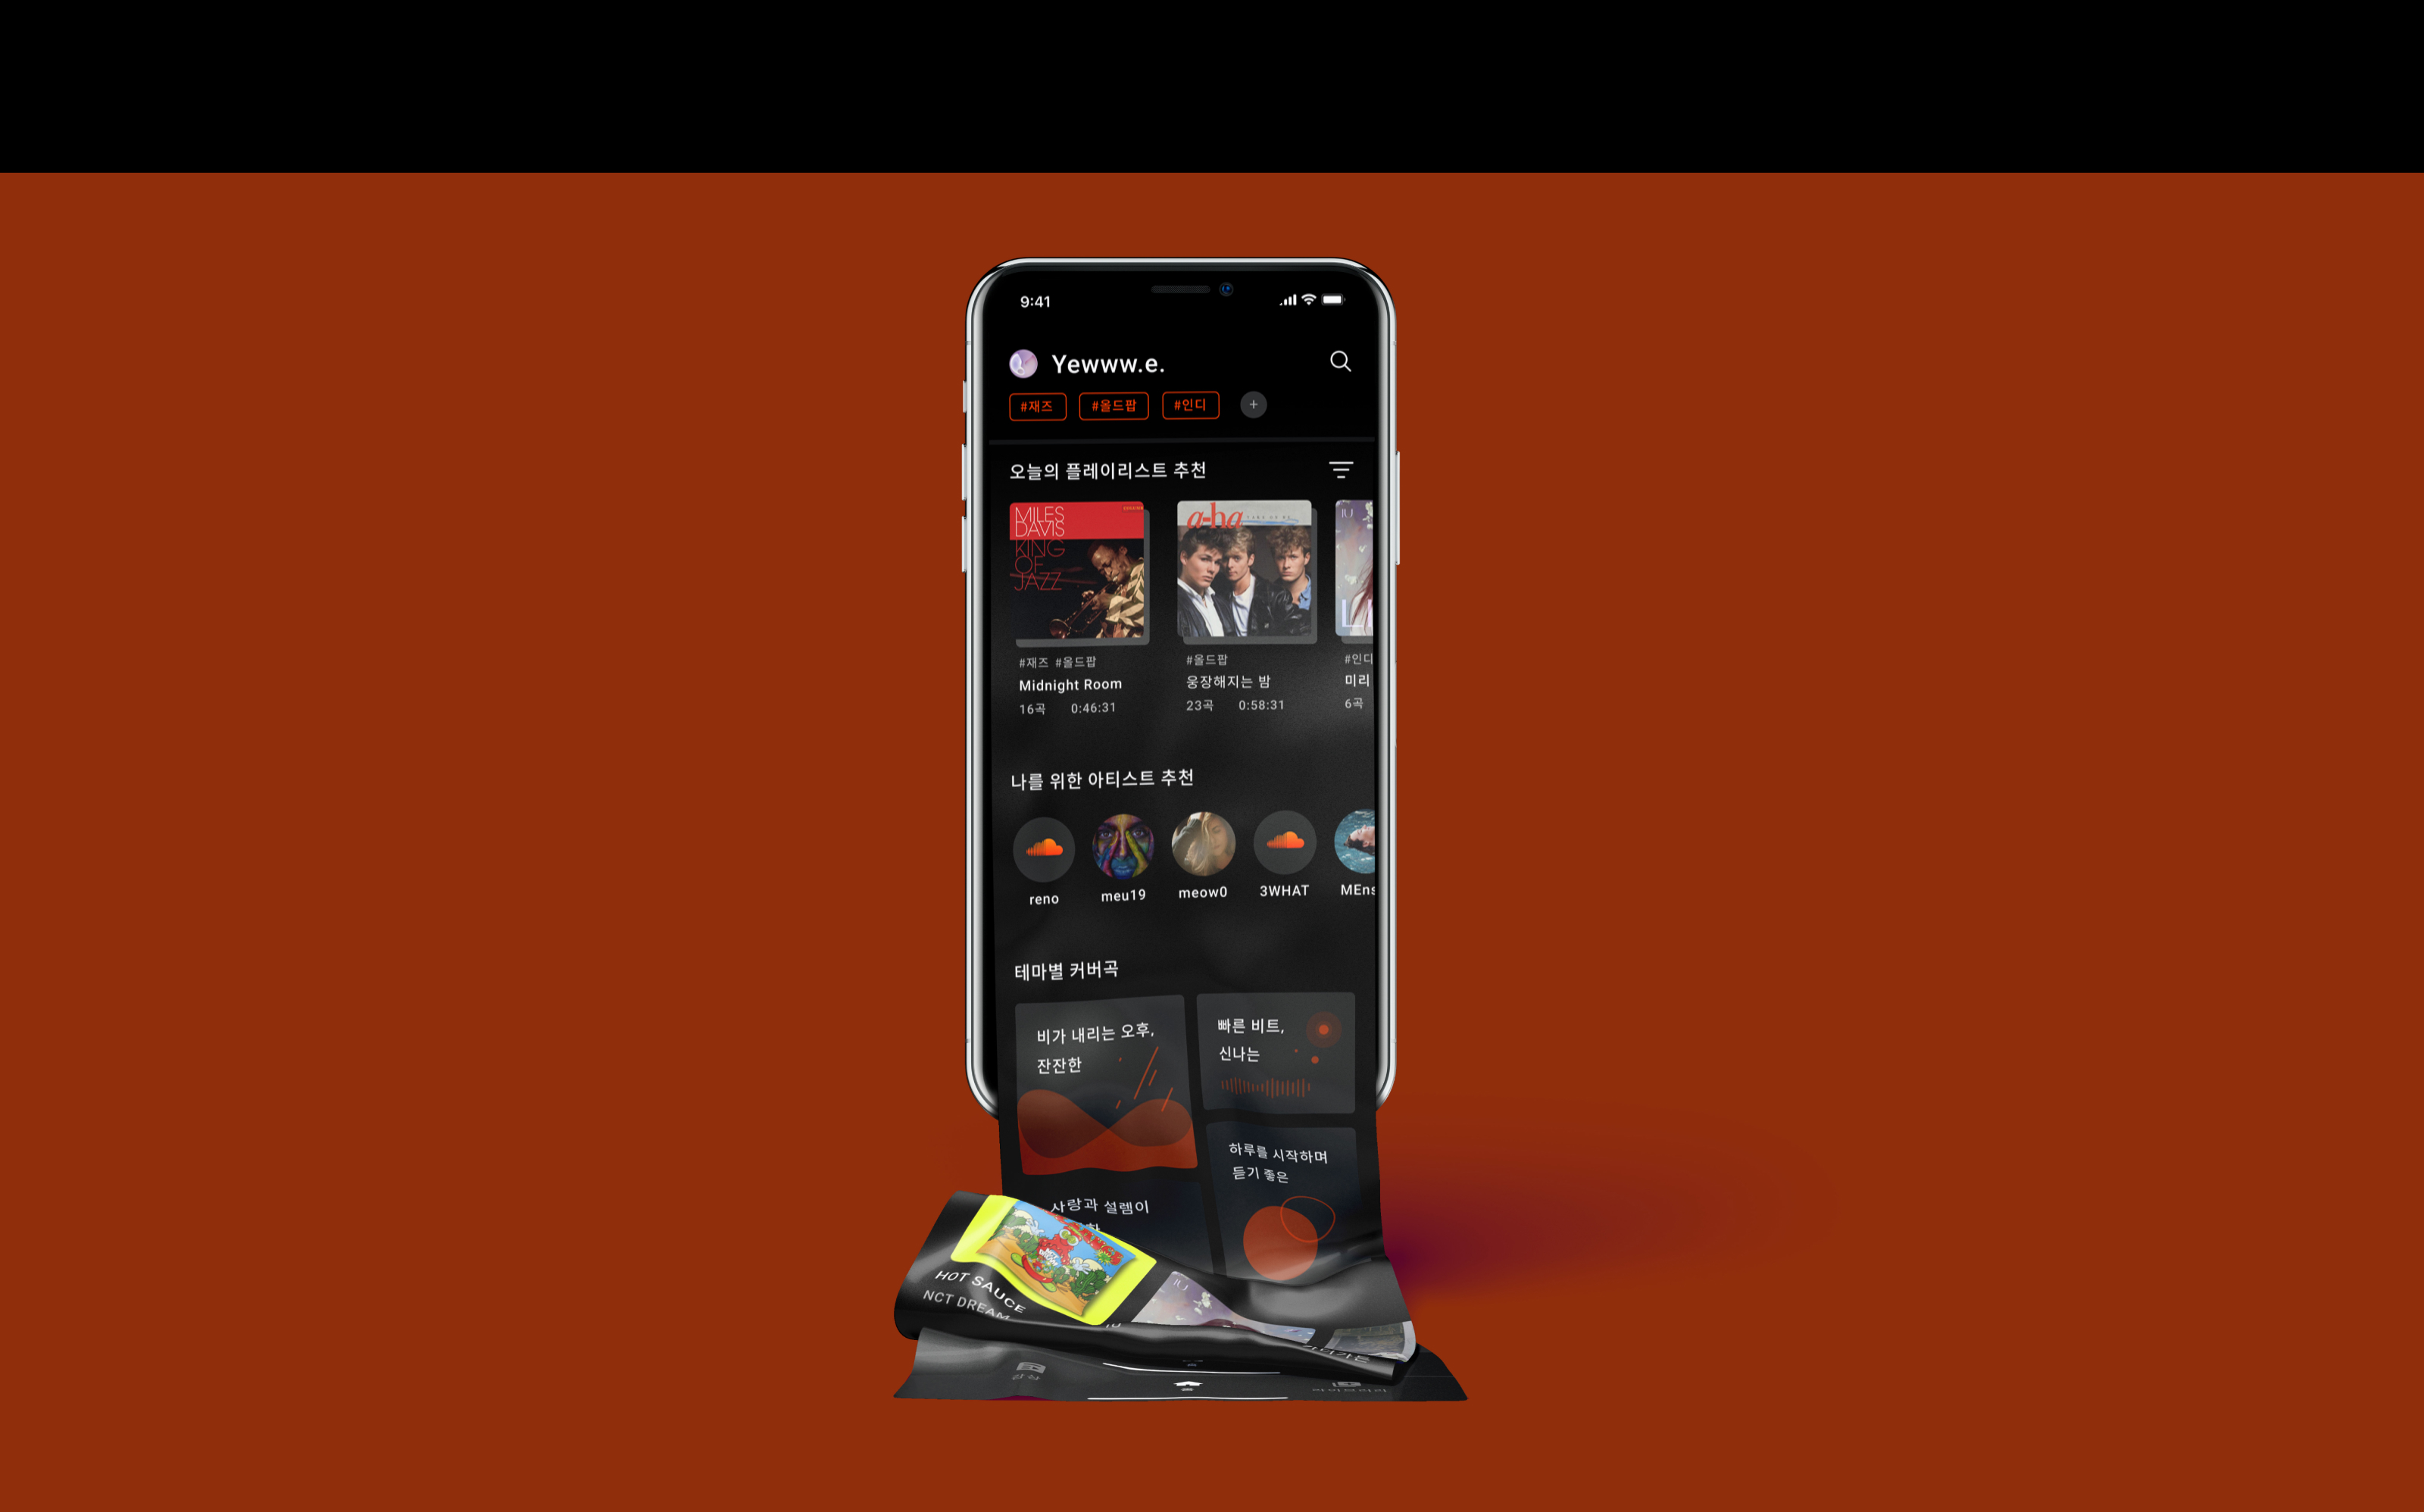 9:41
Yewww.e.
#재즈 #올드팝 #인디 +
오늘의 플레이리스트 추천
MILES
DAVIS
KING
OF
JAZZ
a-ha
IU
#재즈 #올드팝
Midnight Room
16곡 0:46:31
#올드팝
웅장해지는 밤
23곡 0:58:31
#인디
미리
6곡
나를 위한 아티스트 추천
reno
meu19
meow0
3WHAT
MEns
테마별 커버곡
비가 내리는 오후,
잔잔한
빠른 비트,
신나는
하루를 시작하며
듣기 좋은
사랑과 설렘이
HOT SAUCE
NCT DREAM
IU